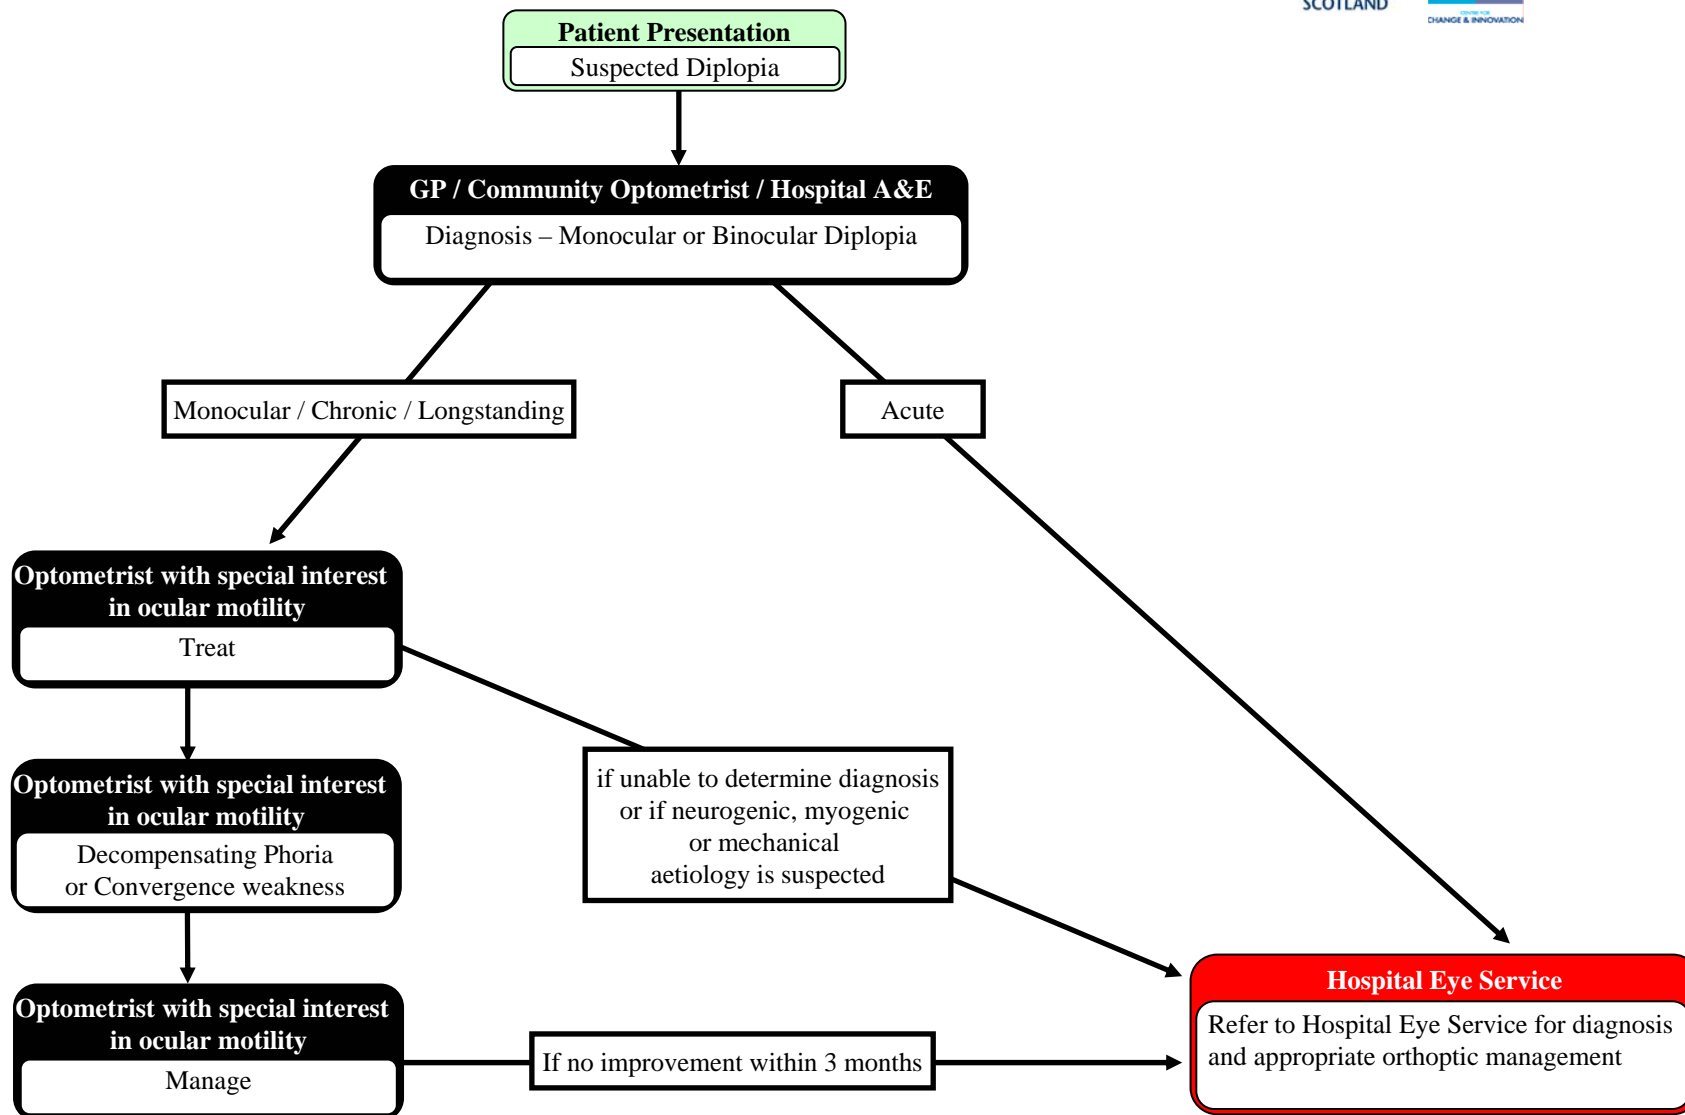 SCOTLAND
CENTRE FOR
CHANGE & INNOVATION
Patient Presentation
Suspected Diplopia
GP / Community Optometrist / Hospital A&E
Diagnosis – Monocular or Binocular Diplopia
Monocular / Chronic / Longstanding
Acute
Optometrist with special interest
in ocular motility
Treat
Optometrist with special interest
in ocular motility
Decompensating Phoria
or Convergence weakness
if unable to determine diagnosis
or if neurogenic, myogenic
or mechanical
aetiology is suspected
Optometrist with special interest
in ocular motility
Manage
If no improvement within 3 months
Hospital Eye Service
Refer to Hospital Eye Service for diagnosis
and appropriate orthoptic management